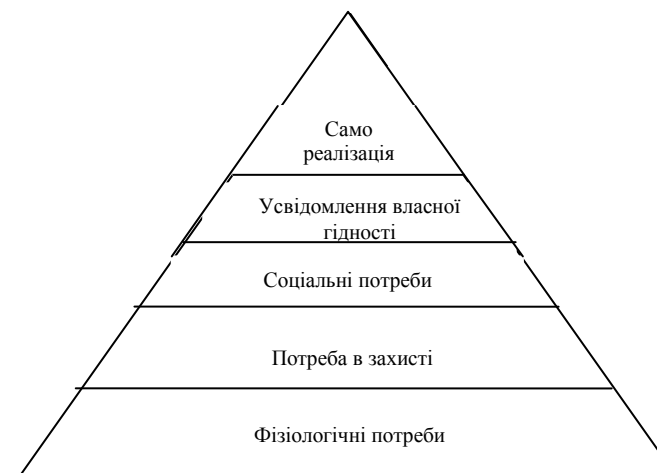 Само
реалізація
Усвідомлення власної
гідності
Соціальні потреби
Потреба в захисті
Фізіологічні потреби